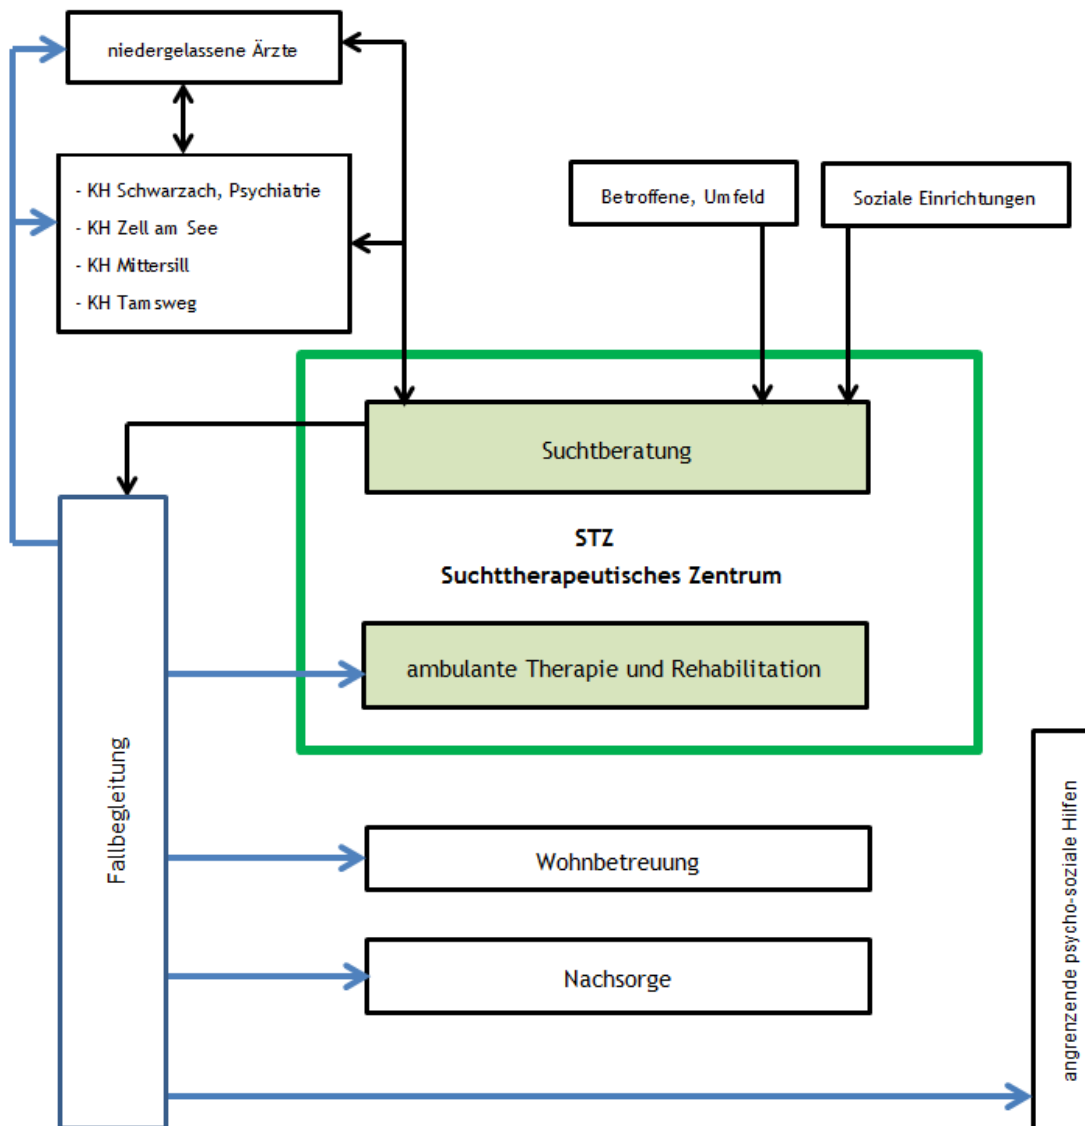 niedergelassene Ärzte
- KH Schwarzach, Psychiatrie
- KH Zell am See
- KH Mittersill
- KH Tamsweg
Betroffene, Umfeld
Soziale Einrichtungen
Suchtberatung
STZ
Suchttherapeutisches Zentrum
ambulante Therapie und Rehabilitation
Fallbegleitung
Wohnbetreuung
Nachsorge
angrenzende psycho-soziale Hilfen